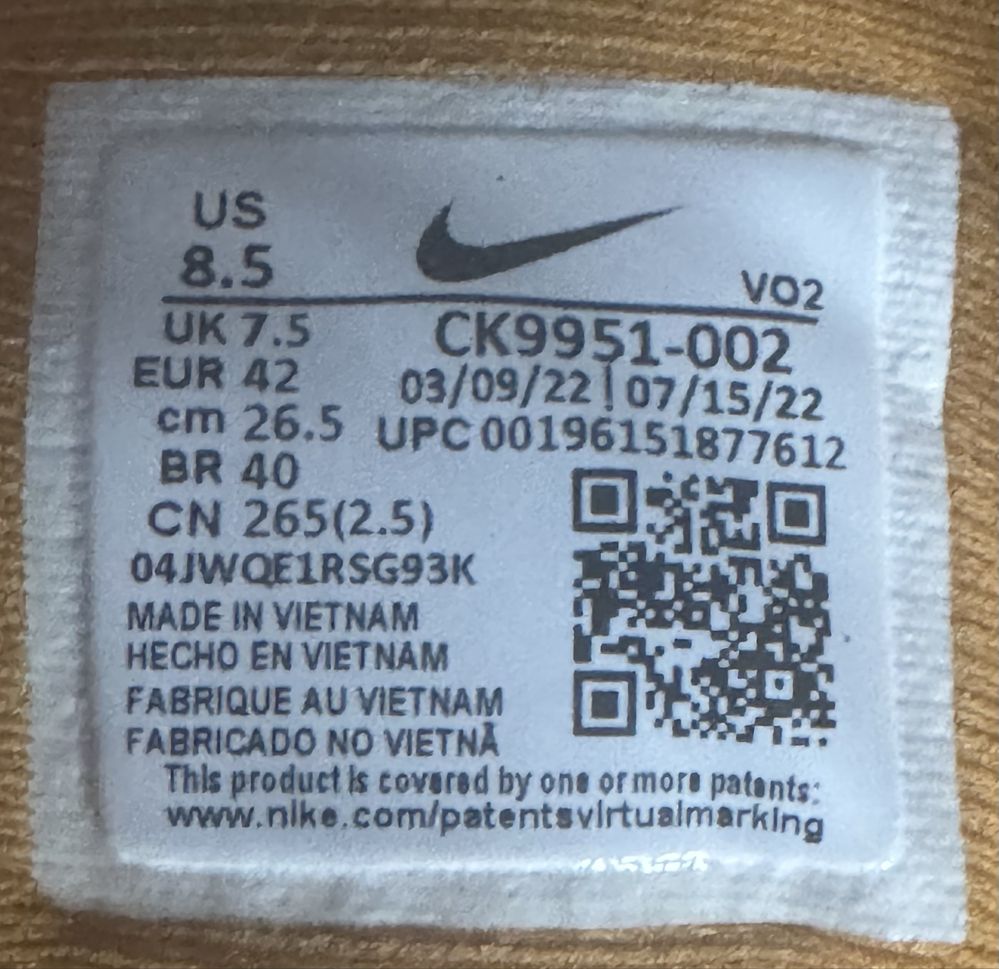 US
8.5
VO2
UK 7.5
CK9951-002
EUR 42
03/09/22 | 07/15/22
cm 26.5
UPC 00196151877612
BR 40
CN 265(2.5)
04JWQE1RSG93K
MADE IN VIETNAM
HECHO EN VIETNAM
FABRIQUE AU VIETNAM
FABRICADO NO VIETNÃ
This product is covered by one or more patents:
www.nike.com/patentsvirtualmarking